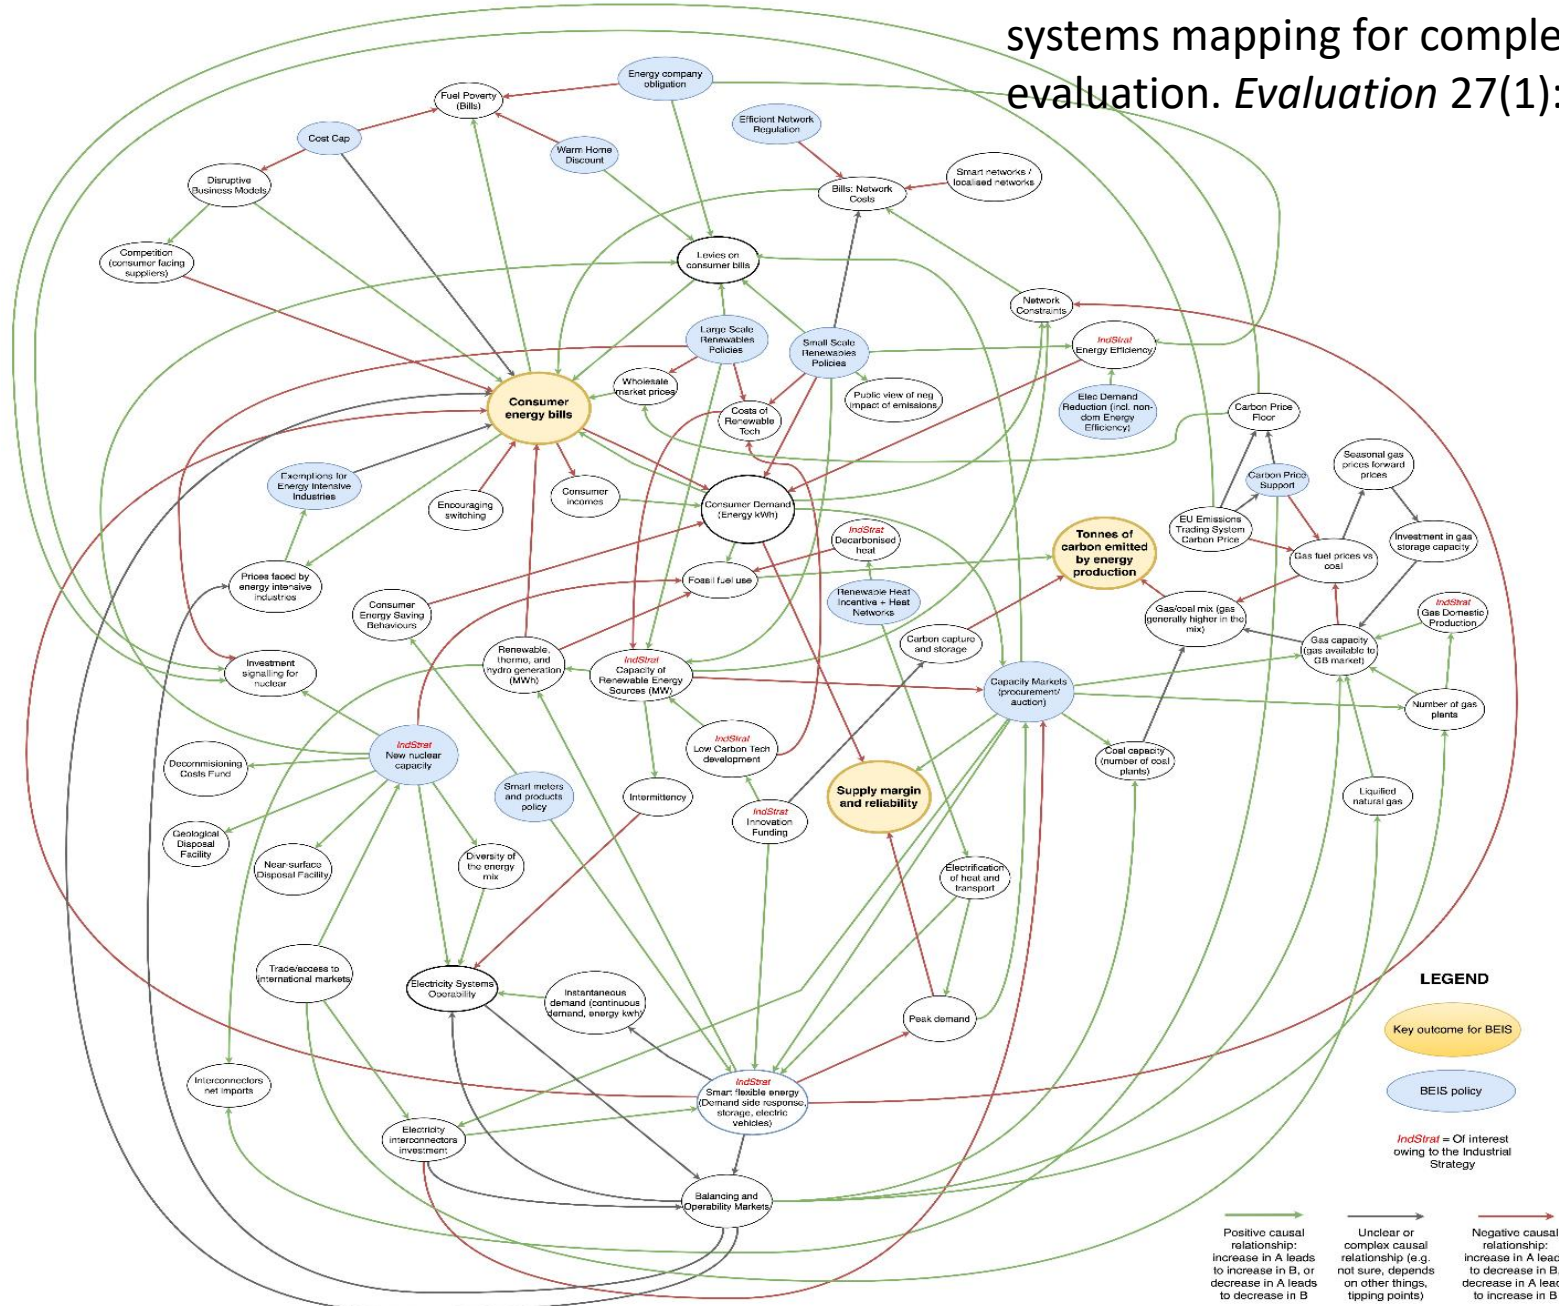 systems mapping for comple
evaluation. Evaluation 27(1):
Energy company
obligation
Fuel Poverty
(Bills)
Efficient Network
Regulation
Cost Cap
Warm Home
Discount
Disruptive
Business Models
Smart networks /
localised networks
Bills: Network
Costs
Competition
(consumer facing
suppliers)
Levies on
consumer bills
Network
Constraints
Large Scale
Renewables
Policies
Small Scale
Renewables
Policies
IndStrat
Energy Efficiency
Wholesale
market prices
Public view of neg
impact of emissions
Elec Demand
Reduction (incl. non-
dom Energy
Efficiency)
Consumer
energy bills
Costs of
Renewable
Tech
Carbon Price
Floor
Seasonal gas
prices forward
prices
Exemptions for
Energy Intensive
Industries
Carbon Price
Support
Encouraging
switching
Consumer
incomes
Consumer Demand
(Energy kWh)
IndStrat
Decarbonised
heat
Tonnes of
carbon emitted
by energy
production
EU Emissions
Trading System
Carbon Price
Investment in gas
storage capacity
Gas fuel prices vs
coal
Prices faced by
energy intensive
industries
Fossil fuel use
Consumer
Energy Saving
Behaviours
Renewable Heat
Incentive + Heat
Networks
Gas/coal mix (gas
generally higher in the
mix)
IndStrat
Gas Domestic
Production
Carbon capture
and storage
Gas capacity
(gas available to
GB market)
Investment
signalling for
nuclear
Renewable,
thermo, and
hydro generation
(MWh)
IndStrat
Capacity of
Renewable Energy
Sources (MW)
Capacity Markets
(procurement/
auction)
Number of gas
plants
IndStrat
New nuclear
capacity
IndStrat
Low Carbon Tech
development
Decommisioning
Costs Fund
Coal capacity
(number of coal
plants)
Smart meters
and products
policy
Intermittency
Supply margin
and reliability
Liquified
natural gas
IndStrat
Innovation
Funding
Geological
Disposal
Facility
Near-surface
Disposal Facility
Diversity of
the energy
mix
Electrification
of heat and
transport
Trade/access to
international markets
Electricity Systems
Operability
Instantaneous
demand (continuous
demand, energy kwh)
Peak demand
Interconnectors
net imports
IndStrat
Smart flexible energy
(Demand side response,
storage, electric
vehicles)
Electricity
interconnectors
investment
Balancing and
Operability Markets
LEGEND
Key outcome for BEIS
BEIS policy
IndStrat = Of interest
owing to the Industrial
Strategy
Positive causal
relationship:
increase in A leads
to increase in B, or
decrease in A leads
to decrease in B
Unclear or
complex causal
relationship (e.g.
not sure, depends
on other things,
tipping points)
Negative causal
relationship:
increase in A lead
to decrease in B,
decrease in A lead
to increase in B